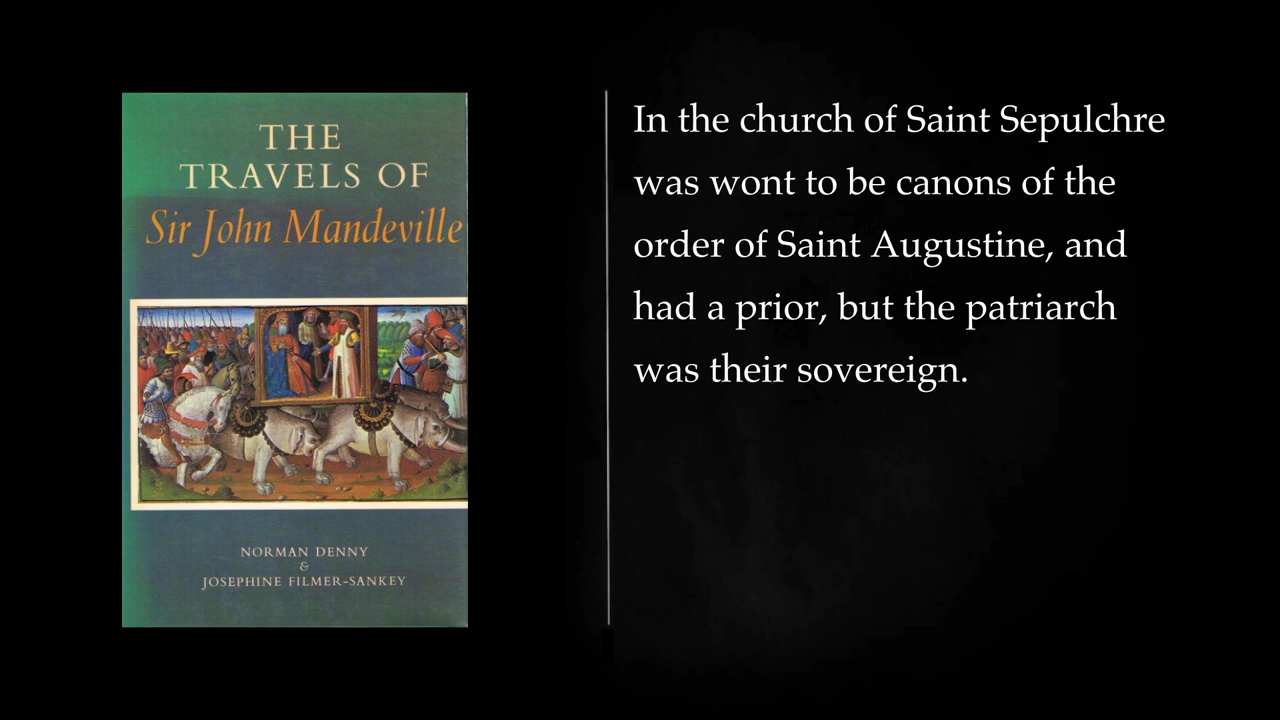 THE
TRAVELS OF
Sir John Mandeville
NORMAN DENNY
&
JOSEPHINE FILMER-SANKEY
In the church of Saint Sepulchre
was wont to be canons of the
order of Saint Augustine, and
had a prior, but the patriarch
was their sovereign.